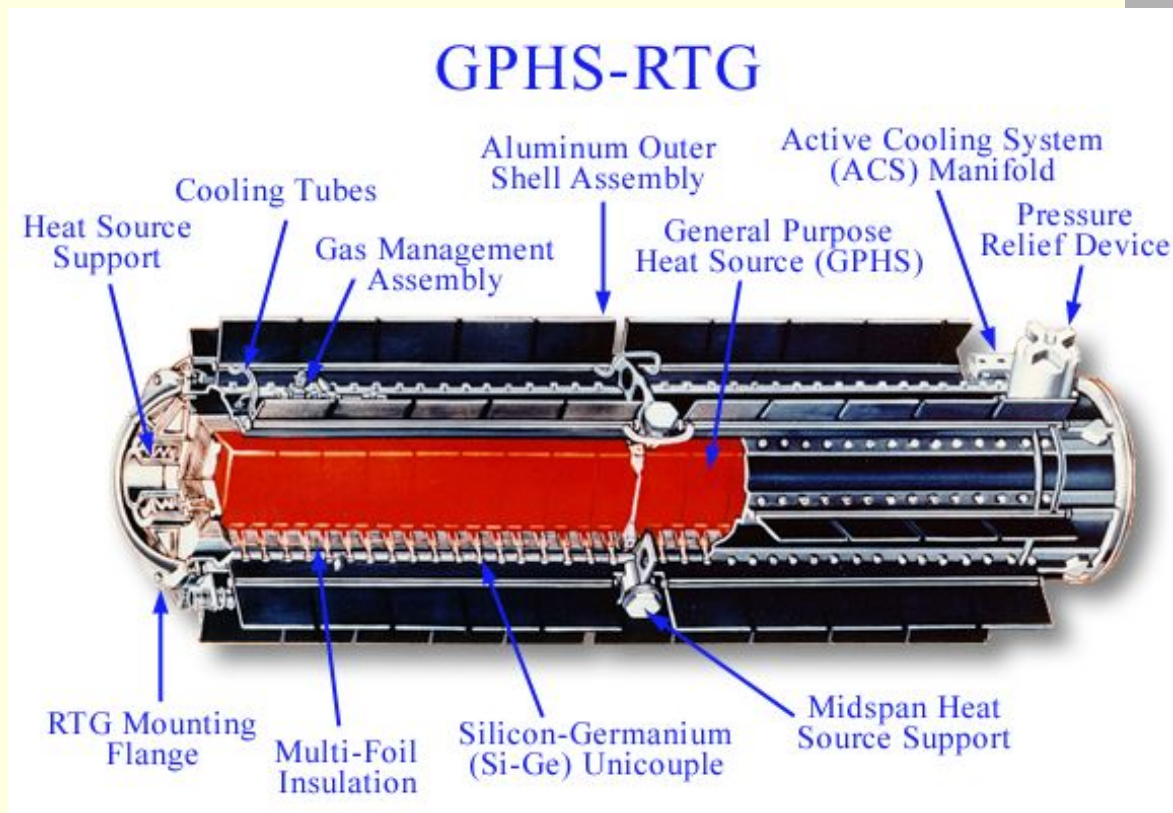 GPHS-RTG
Aluminum Outer
Shell Assembly
Active Cooling System
(ACS) Manifold
Cooling Tubes
Pressure
Relief Device
Heat Source
Support
Gas Management
Assembly
General Purpose
Heat Source (GPHS)
RTG Mounting
Flange
Multi-Foil
Insulation
Silicon-Germanium
(Si-Ge) Unicouple
Midspan Heat
Source Support